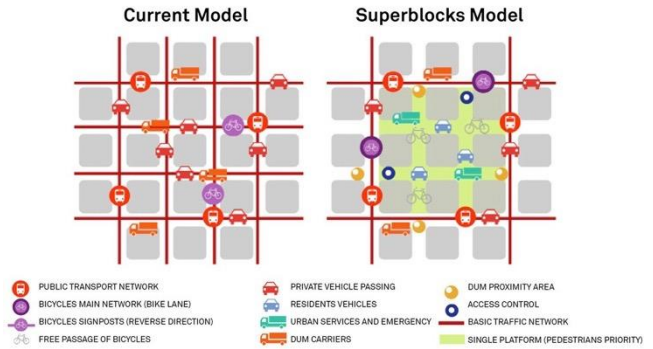 Current Model
Superblocks Model
PUBLIC TRANSPORT NETWORK
BICYCLES MAIN NETWORK (BIKE LANE)
BICYCLES SIGNPOSTS (REVERSE DIRECTION)
FREE PASSAGE OF BICYCLES
PRIVATE VEHICLE PASSING
RESIDENTS VEHICLES
URBAN SERVICES AND EMERGENCY
DUM CARRIERS
DUM PROXIMITY AREA
ACCESS CONTROL
BASIC TRAFFIC NETWORK
SINGLE PLATFORM (PEDESTRIANS PRIORITY)